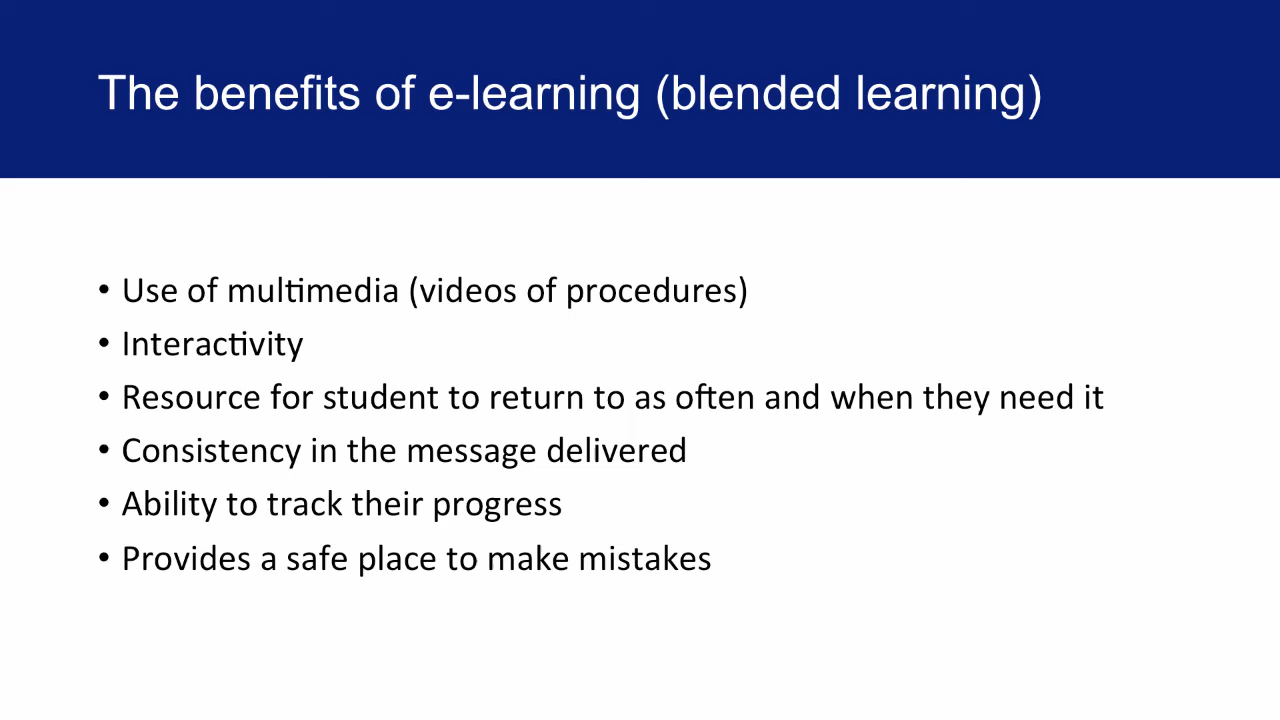 The benefits of e-learning (blended learning)
• Use of multimedia (videos of procedures)
• Interactivity
• Resource for student to return to as often and when they need it
• Consistency in the message delivered
• Ability to track their progress
• Provides a safe place to make mistakes